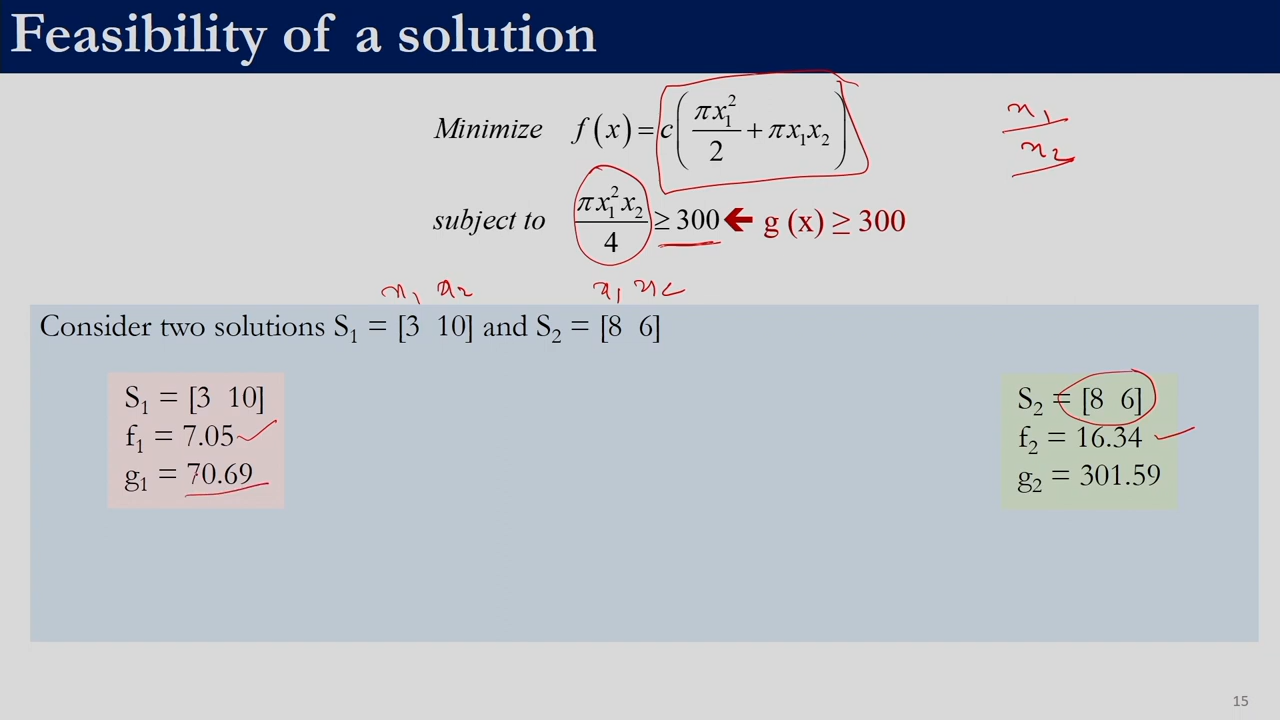 Feasibility of a solution
Minimize f(x) = c(πx₁²/2 + πx₁x₂)
x₁
x₂
subject to πx₁²x₂/4 ≥ 300 🡸 g (x) ≥ 300
x₁ x₂ x₁ x₂
Consider two solutions S₁ = [3 10] and S₂ = [8 6]
S₁ = [3 10]
f₁ = 7.05
g₁ = 70.69
S₂ = [8 6]
f₂ = 16.34
g₂ = 301.59
15